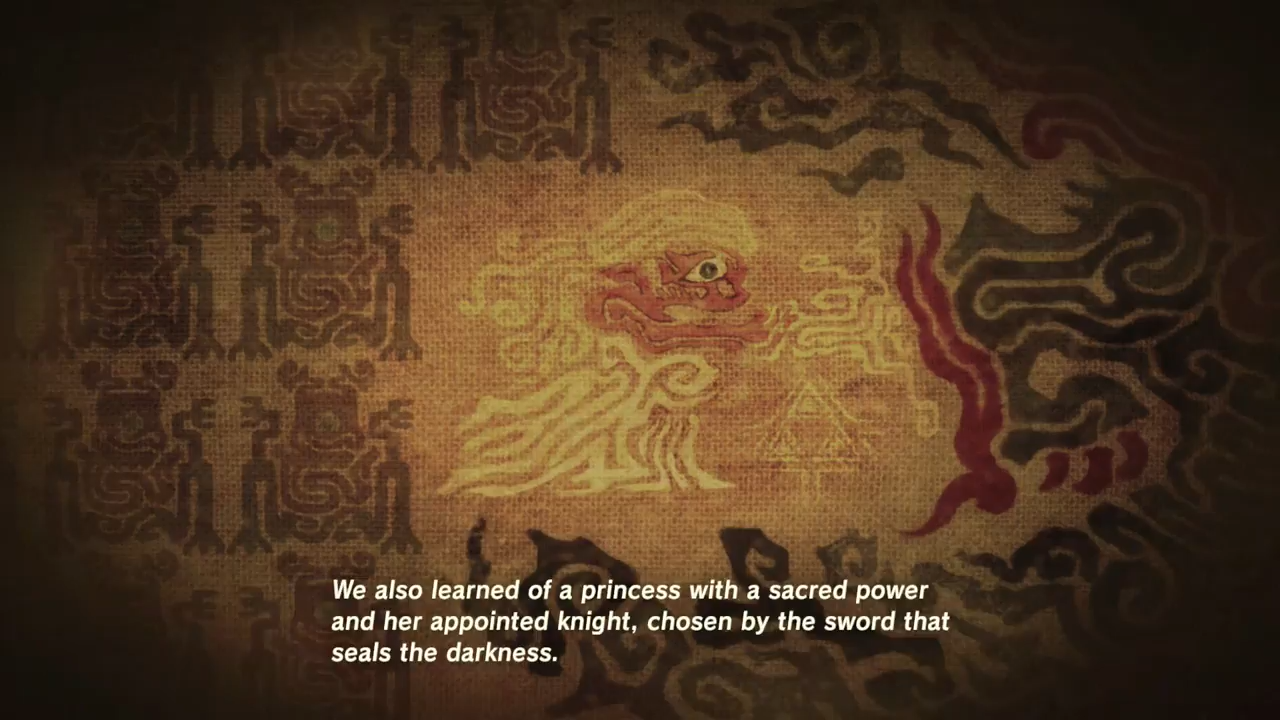 We also learned of a princess with a sacred power
and her appointed knight, chosen by the sword that
seals the darkness.